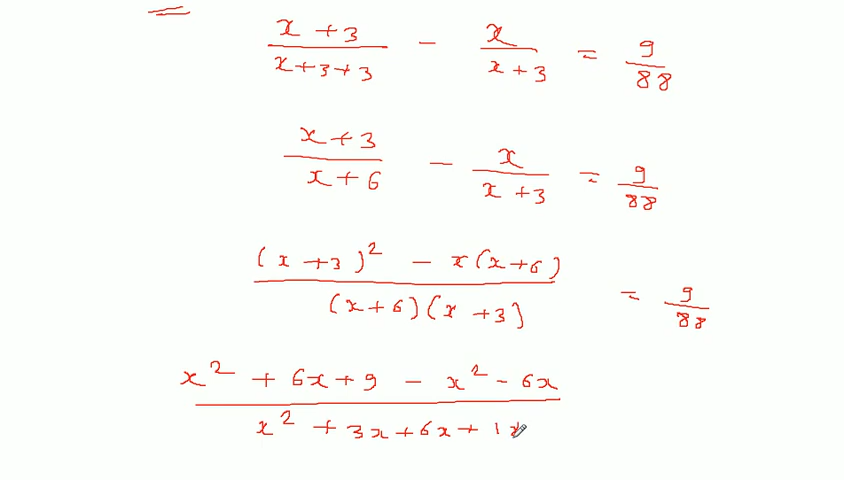 x + 3 / x + 3 + 3 - x / x + 3 = 9 / 88
x + 3 / x + 6 - x / x + 3 = 9 / 88
(x + 3)² - x(x + 6) / (x + 6)(x + 3) = 9 / 88
x² + 6x + 9 - x² - 6x / x² + 3x + 6x + 1